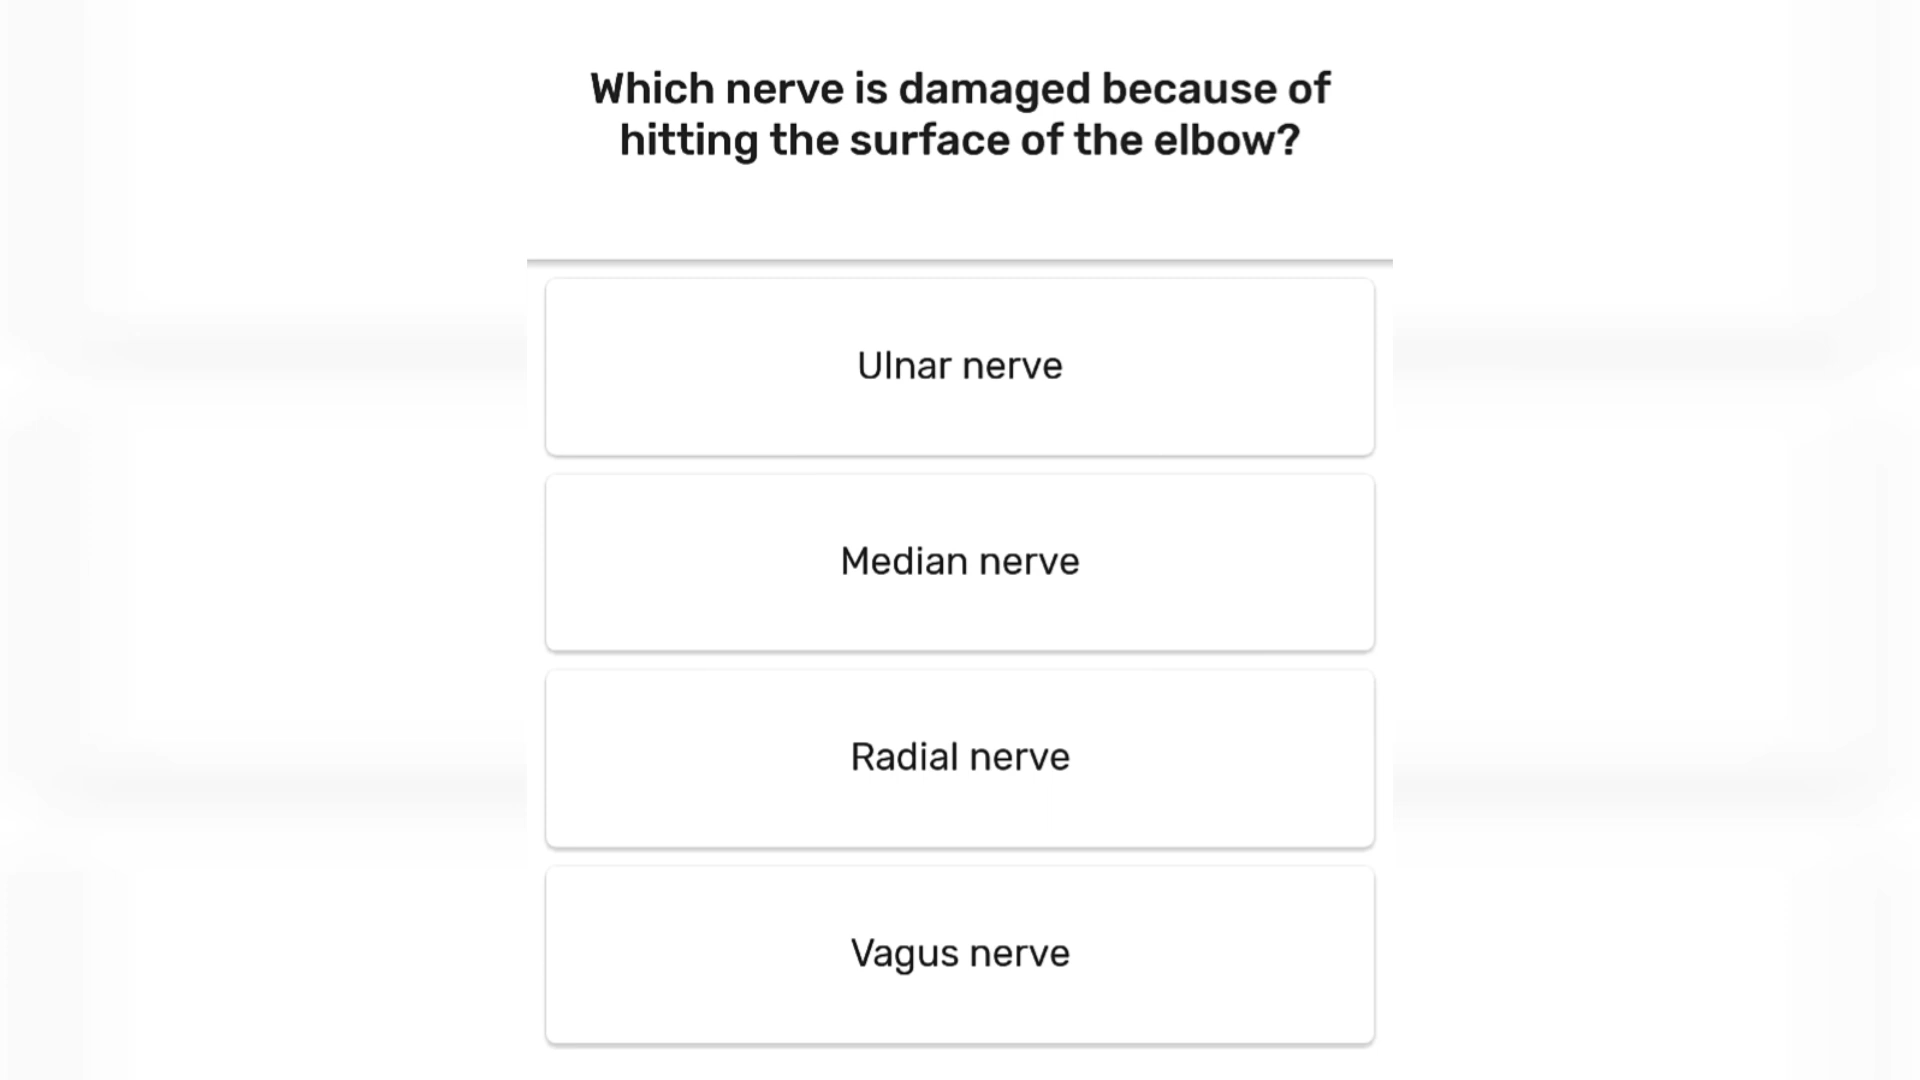 Which nerve is damaged because of
hitting the surface of the elbow?
Ulnar nerve
Median nerve
Radial nerve
Vagus nerve